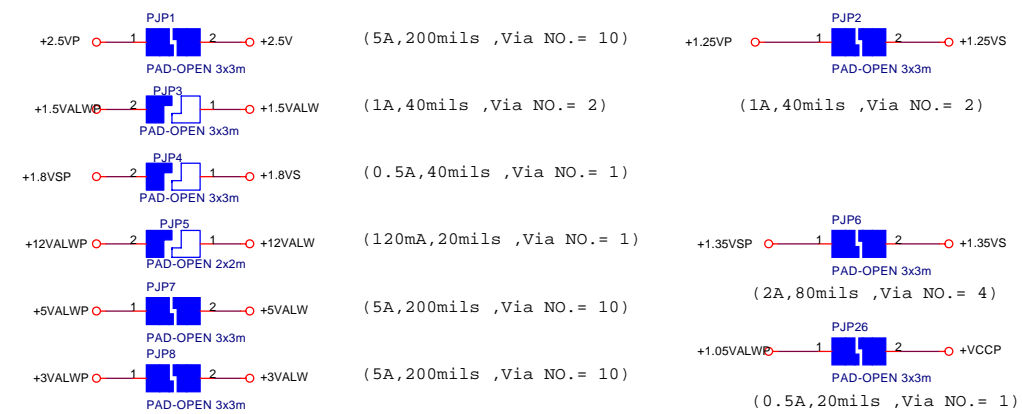 PJP1
+2.5VP 1 2 +2.5V (5A,200mils ,Via NO.= 10)
PAD-OPEN 3x3m
PJP2
+1.25VP 1 2 +1.25VS
PAD-OPEN 3x3m
(1A,40mils ,Via NO.= 2)
PJP3
+1.5VALWP 2 1 +1.5VALW (1A,40mils ,Via NO.= 2)
PAD-OPEN 3x3m
PJP4
+1.8VSP 2 1 +1.8VS (0.5A,40mils ,Via NO.= 1)
PAD-OPEN 3x3m
PJP5
+12VALWP 2 1 +12VALW (120mA,20mils ,Via NO.= 1)
PAD-OPEN 2x2m
PJP6
+1.35VSP 1 2 +1.35VS
PAD-OPEN 3x3m
(2A,80mils ,Via NO.= 4)
PJP7
+5VALWP 1 2 +5VALW (5A,200mils ,Via NO.= 10)
PAD-OPEN 3x3m
PJP8
+3VALWP 1 2 +3VALW (5A,200mils ,Via NO.= 10)
PAD-OPEN 3x3m
PJP26
+1.05VALWP 1 2 +VCCP
PAD-OPEN 3x3m
(0.5A,20mils ,Via NO.= 1)